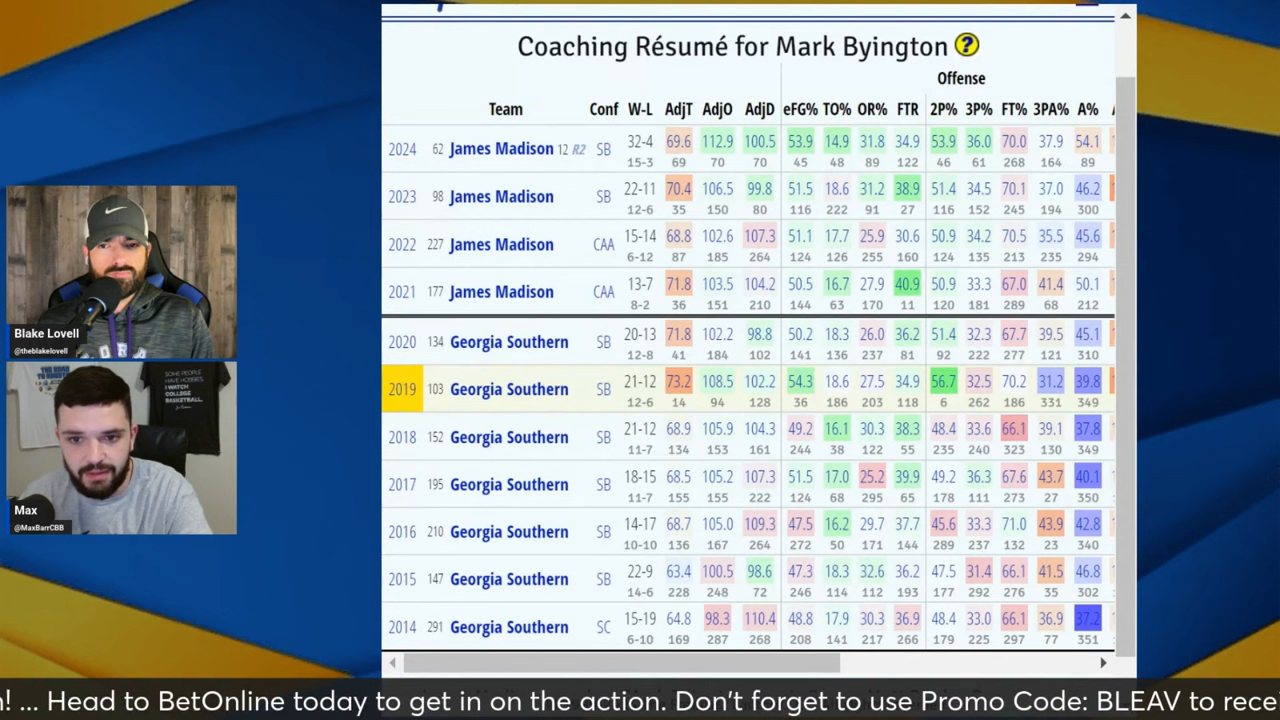 Coaching Résumé for Mark Byington ?
Offense
Team Conf W-L AdjT AdjO AdjD eFG% TO% OR% FTR 2P% 3P% FT% 3PA% A%
2024 62 James Madison 12 R2 SB 32-4 69.6 112.9 100.5 53.9 14.9 31.8 34.9 53.9 36.0 70.0 37.9 54.1
15-3 69 70 70 45 48 89 122 46 61 268 164 89
2023 98 James Madison SB 22-11 70.4 106.5 99.8 51.5 18.6 31.2 38.9 51.4 34.5 70.1 37.0 46.2
12-6 35 150 80 116 222 91 27 116 152 245 194 300
2022 227 James Madison CAA 15-14 68.8 102.6 107.3 51.1 17.7 25.9 30.6 50.9 34.2 70.5 35.5 45.6
6-12 87 185 264 124 126 255 160 124 135 213 235 294
2021 177 James Madison CAA 13-7 71.8 103.5 104.2 50.5 16.7 27.9 40.9 50.9 33.3 67.0 41.4 50.1
8-2 36 151 210 144 63 170 11 120 181 289 68 212
2020 134 Georgia Southern SB 20-13 71.8 102.2 98.8 50.2 18.3 26.0 36.2 51.4 32.3 67.7 39.5 45.1
12-8 41 184 102 141 136 237 81 92 222 277 121 310
2019 103 Georgia Southern SB 21-12 73.2 108.5 102.2 54.3 18.6 27.5 34.9 56.7 32.5 70.2 31.2 39.8
12-6 14 94 128 36 186 203 118 6 262 186 331 349
2018 152 Georgia Southern SB 21-12 68.9 105.9 104.3 49.2 16.1 30.3 38.3 48.4 33.6 66.1 39.1 37.8
11-7 134 153 161 244 38 122 55 235 240 323 130 349
2017 195 Georgia Southern SB 18-15 68.5 105.2 107.3 51.5 17.0 25.2 39.9 49.2 36.3 67.6 43.7 40.1
11-7 155 155 222 124 68 295 65 178 111 273 27 350
2016 210 Georgia Southern SB 14-17 68.7 105.0 109.3 47.5 16.2 29.7 37.7 45.6 33.3 71.0 43.9 42.8
10-10 136 167 264 272 50 171 144 289 237 132 23 340
2015 147 Georgia Southern SB 22-9 63.4 100.5 98.6 47.3 18.3 32.6 36.2 47.5 31.4 66.1 41.5 46.8
14-6 228 248 72 246 114 112 193 177 292 276 35 302
2014 291 Georgia Southern SC 15-19 64.8 98.3 110.4 48.8 17.9 30.3 36.9 48.4 33.0 66.1 36.9 37.2
6-10 169 287 268 208 141 217 266 179 225 297 77 351
Blake Lovell
@theblakelovell
SOME PEOPLE
HAVE HOBBIES.
I WATCH
COLLEGE
BASKETBALL.
Max
@MaxBarrCBB
! ... Head to BetOnline today to get in on the action. Don't forget to use Promo Code: BLEAV to rece